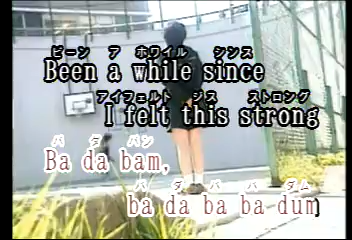 ビーン ア ホワイル シンス
Been a while since
アイフェルト ジス ストロング
I felt this strong
バ ダ バン
Ba da bam,
バ ダ バ バ ダム
ba da ba ba dum